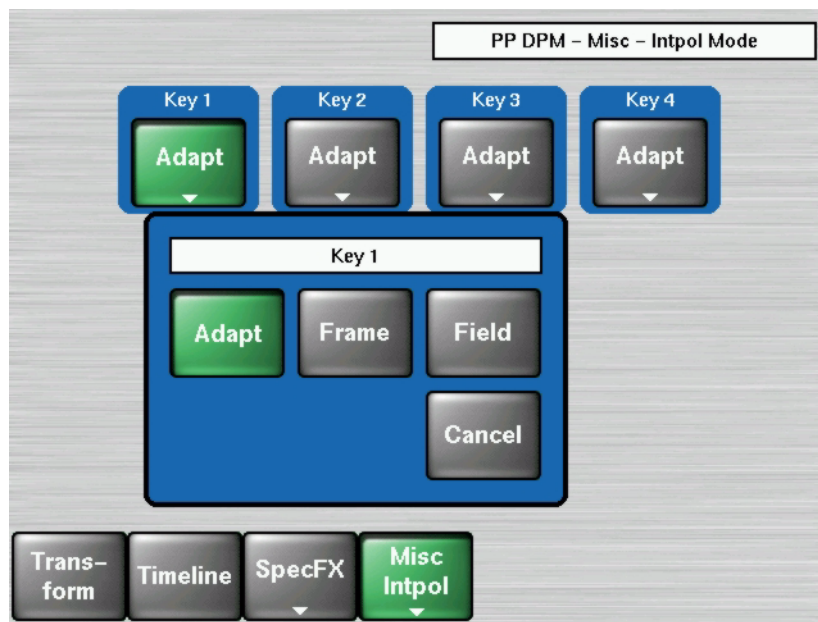 PP DPM – Misc – Intpol Mode
Key 1
Key 2
Key 3
Key 4
Adapt
Adapt
Adapt
Adapt
Key 1
Adapt
Frame
Field
Cancel
Trans–
form
Timeline
SpecFX
Misc
Intpol